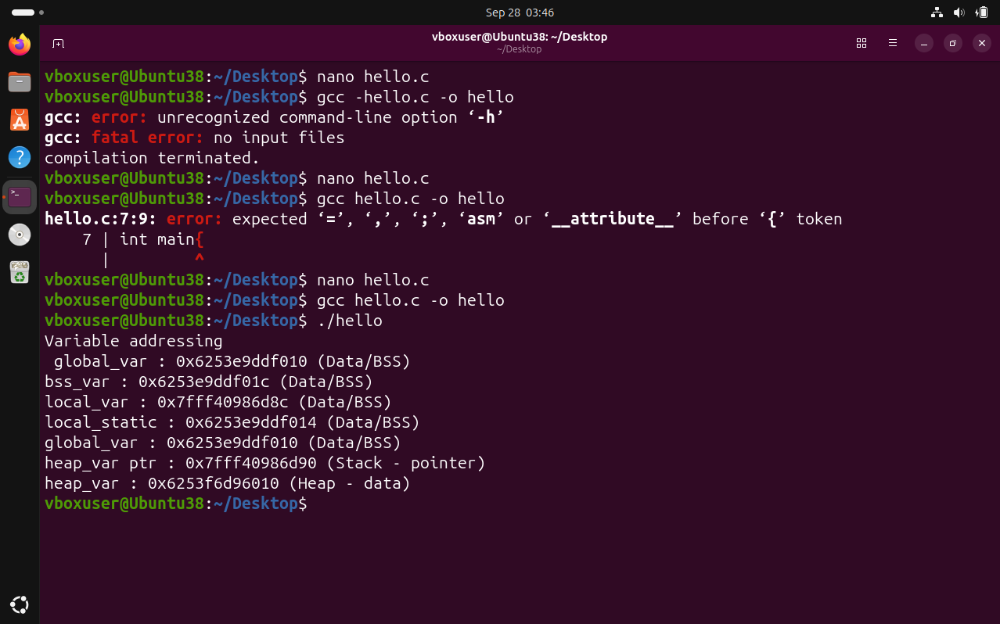 Sep 28 03:46
vboxuser@Ubuntu38: ~/Desktop
~/Desktop
vboxuser@Ubuntu38:~/Desktop$ nano hello.c
vboxuser@Ubuntu38:~/Desktop$ gcc -hello.c -o hello
gcc: error: unrecognized command-line option ‘-h’
gcc: fatal error: no input files
compilation terminated.
vboxuser@Ubuntu38:~/Desktop$ nano hello.c
vboxuser@Ubuntu38:~/Desktop$ gcc hello.c -o hello
hello.c:7:9: error: expected ‘=’, ‘,’, ‘;’, ‘asm’ or ‘__attribute__’ before ‘{’ token
    7 | int main{
      |         ^
vboxuser@Ubuntu38:~/Desktop$ nano hello.c
vboxuser@Ubuntu38:~/Desktop$ gcc hello.c -o hello
vboxuser@Ubuntu38:~/Desktop$ ./hello
Variable addressing
 global_var : 0x6253e9ddf010 (Data/BSS)
bss_var : 0x6253e9ddf01c (Data/BSS)
local_var : 0x7fff40986d8c (Data/BSS)
local_static : 0x6253e9ddf014 (Data/BSS)
global_var : 0x6253e9ddf010 (Data/BSS)
heap_var ptr : 0x7fff40986d90 (Stack - pointer)
heap_var : 0x6253f6d96010 (Heap - data)
vboxuser@Ubuntu38:~/Desktop$